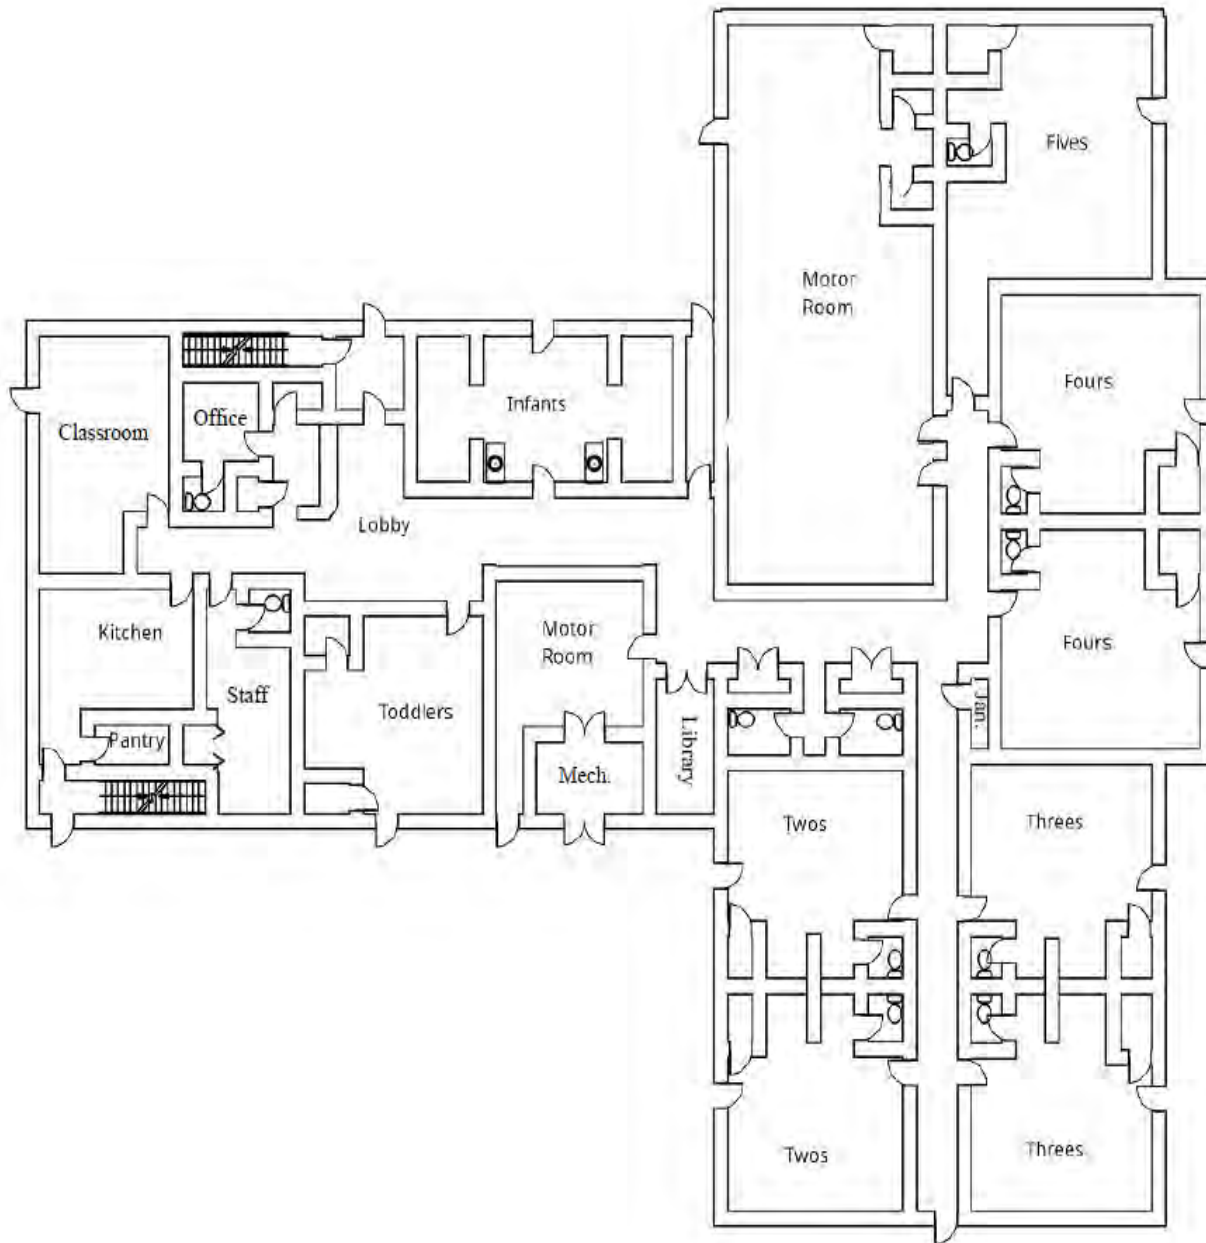 Fives
Motor
Room
Fours
Infants
Office
Classroom
Lobby
Kitchen
Motor
Room
Fours
Staff
Toddlers
Jan.
Library
Pantry
Mech.
Twos
Threes
Twos
Threes